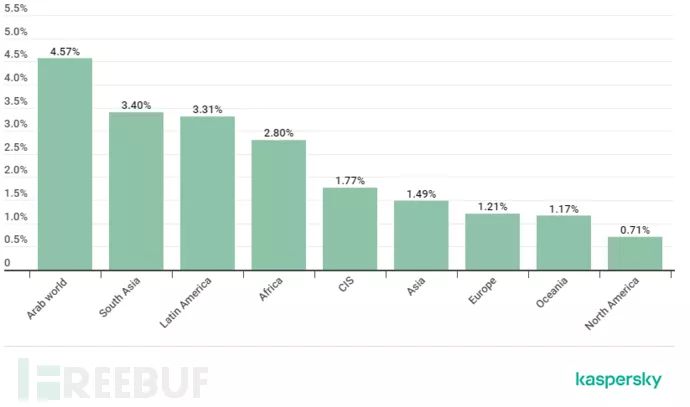 5.5%
5.0%
4.5%
4.0%
3.5%
3.0%
2.5%
2.0%
1.5%
1.0%
0.5%
0
4.57%
3.40%
3.31%
2.80%
1.77%
1.49%
1.21%
1.17%
0.71%
Arab world
South Asia
Latin America
Africa
CIS
Asia
Europe
Oceania
North America
FREEBUF
kaspersky